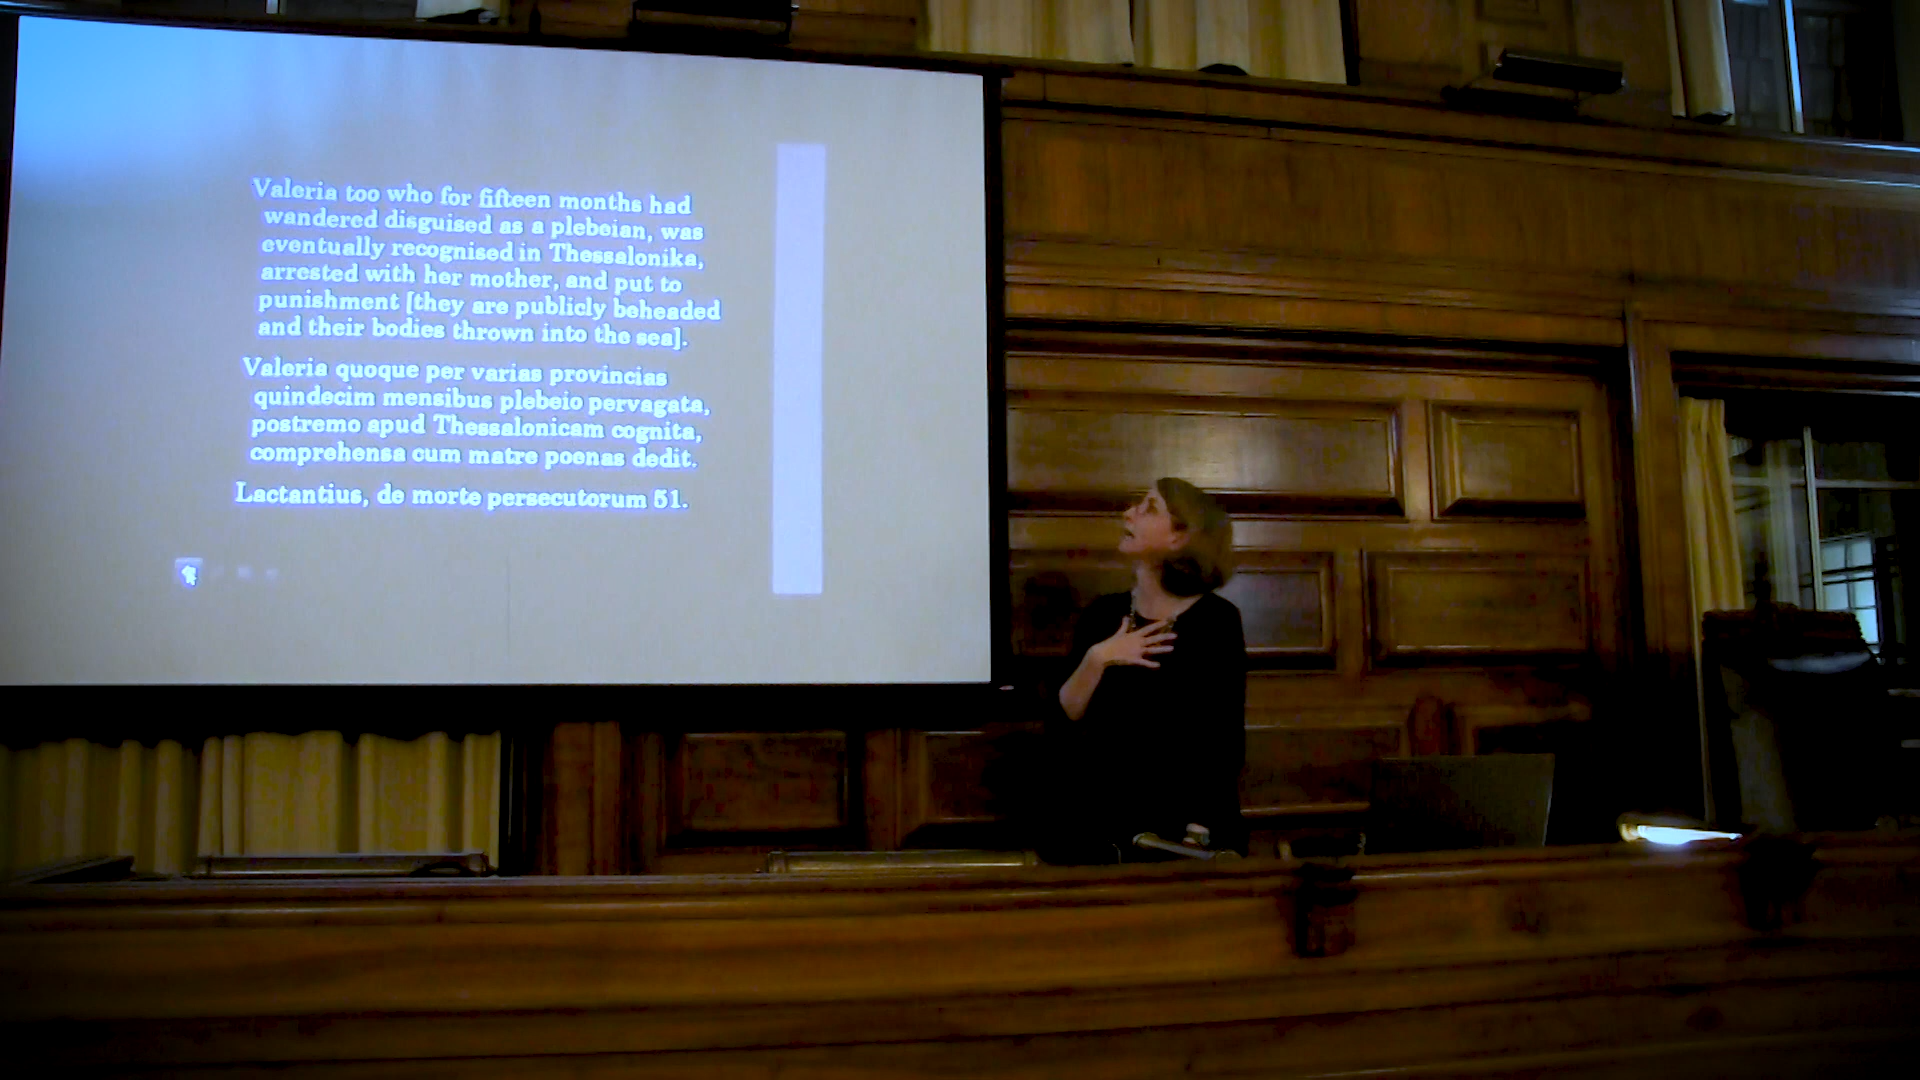 Valeria too who for fifteen months had
wandered disguised as a plebeian, was
eventually recognised in Thessalonika,
arrested with her mother, and put to
punishment [they are publicly beheaded
and their bodies thrown into the sea].
Valeria quoque per varias provincias
quindecim mensibus plebeio pervagata,
postremo apud Thessalonicam cognita,
comprehensa cum matre poenas dedit.
Lactantius, de morte persecutorum 51.